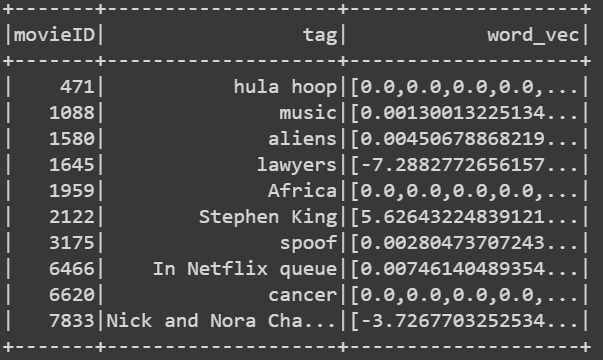 +-------+--------------------+--------------------+
|movieID|                 tag|            word_vec|
+-------+--------------------+--------------------+
|    471|           hula hoop|[0.0,0.0,0.0,0.0,...|
|   1088|               music|[0.00130013225134...|
|   1580|              aliens|[0.00450678868219...|
|   1645|             lawyers|[-7.2882772656157...|
|   1959|              Africa|[0.0,0.0,0.0,0.0,...|
|   2122|        Stephen King|[5.62643224839121...|
|   3175|               spoof|[0.00280473707243...|
|   6466|    In Netflix queue|[0.00746140489354...|
|   6620|              cancer|[0.0,0.0,0.0,0.0,...|
|   7833|Nick and Nora Cha...|[-3.7267703252534...|
+-------+--------------------+--------------------+